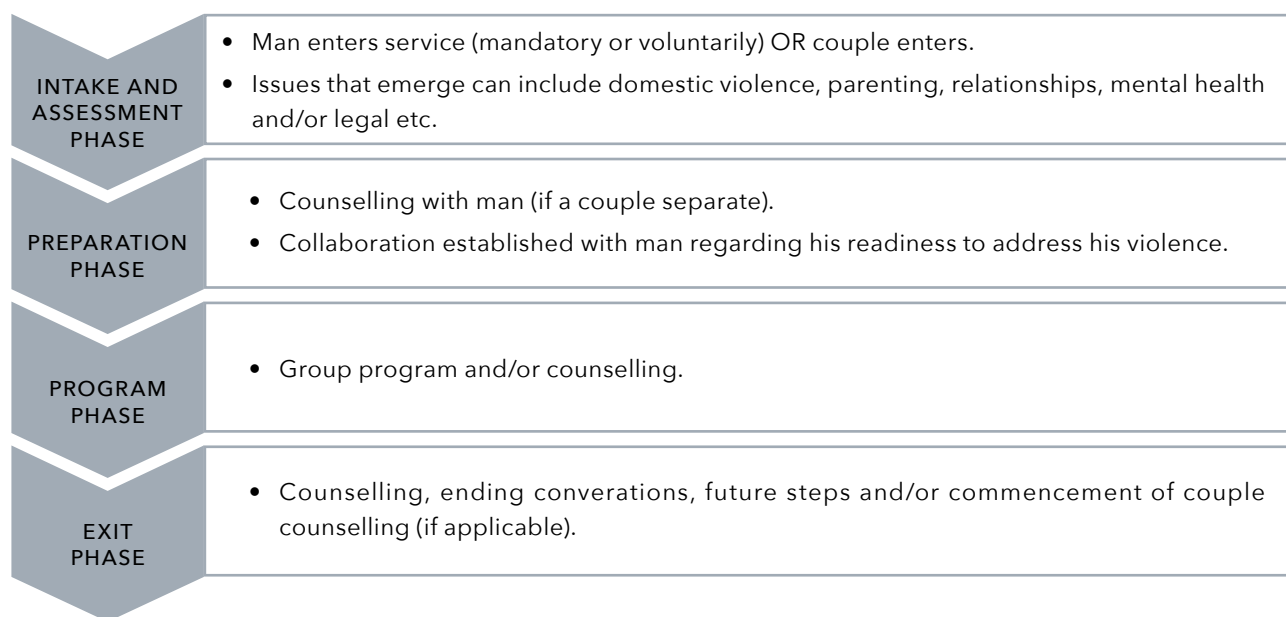 INTAKE AND
ASSESSMENT
PHASE
• Man enters service (mandatory or voluntarily) OR couple enters.
• Issues that emerge can include domestic violence, parenting, relationships, mental health
and/or legal etc.
PREPARATION
PHASE
• Counselling with man (if a couple separate).
• Collaboration established with man regarding his readiness to address his violence.
PROGRAM
PHASE
• Group program and/or counselling.
EXIT
PHASE
• Counselling, ending converations, future steps and/or commencement of couple
counselling (if applicable).